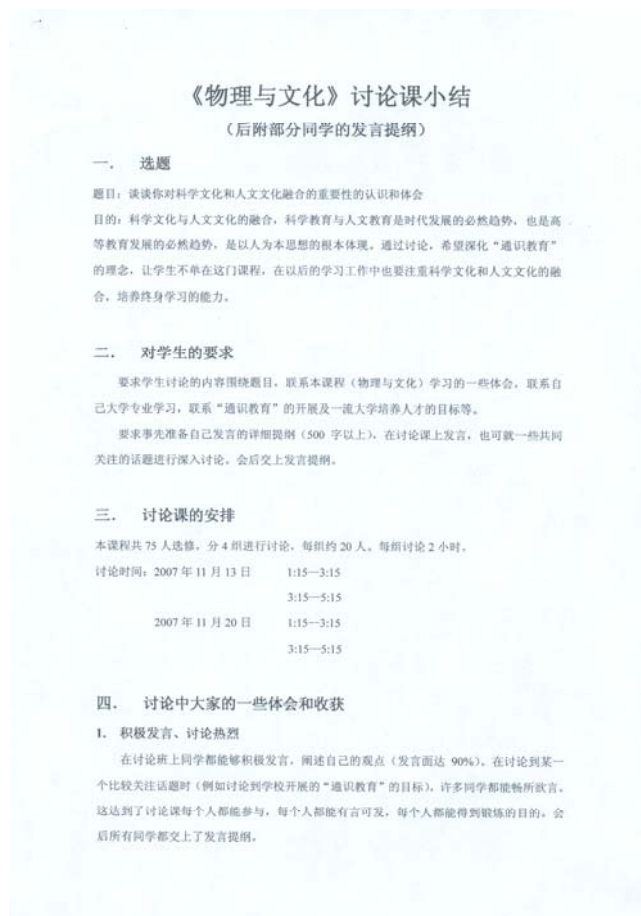 《物理与文化》讨论课小结
（后附部分同学的发言提纲）
一． 选题
题目：谈谈你对科学文化和人文文化融合的重要性的认识和体会
目的：科学文化与人文文化的融合，科学教育与人文教育是时代发展的必然趋势，也是高
等教育发展的必然趋势，是以人为本思想的根本体现。通过讨论，希望深化“通识教育”
的理念，让学生不单在这门课程，在以后的学习工作中也要注重科学文化和人文文化的融
合，培养终身学习的能力。
二． 对学生的要求
要求学生讨论的内容围绕题目，联系本课程（物理与文化）学习的一些体会，联系自
己大学专业学习，联系“通识教育”的开展及一流大学培养人才的目标等。
要求事先准备自己发言的详细提纲（500 字以上），在讨论课上发言，也可就一些共同
关注的话题进行深入讨论。会后交上发言提纲。
三． 讨论课的安排
本课程共 75 人选修，分 4 组进行讨论，每组约 20 人。每组讨论 2 小时。
讨论时间：2007 年 11 月 13 日 1:15—3:15
3:15—5:15
2007 年 11 月 20 日 1:15—3:15
3:15—5:15
四． 讨论中大家的一些体会和收获
1. 积极发言、讨论热烈
在讨论班上同学都能够积极发言，阐述自己的观点（发言面达 90%）。在讨论到某一
个比较关注话题时（例如讨论到学校开展的“通识教育”的目标），许多同学都能畅所欲言。
这达到了讨论课每个人都能参与，每个人都能有言可发，每个人都能得到锻炼的目的。会
后所有同学都交上了发言提纲。